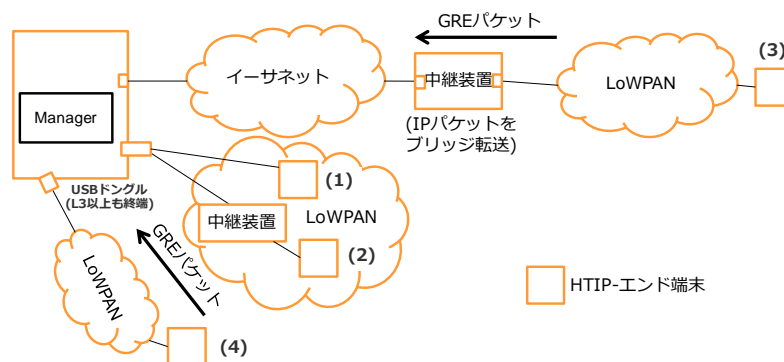 GREパケット
(3)
イーサネット
中継装置
LoWPAN
Manager
(IPパケットを
ブリッジ転送)
USBドングル
(L3以上も終端)
(1)
中継装置
LoWPAN
(2)
GREパケット
LoWPAN
HTIP-エンド端末
(4)